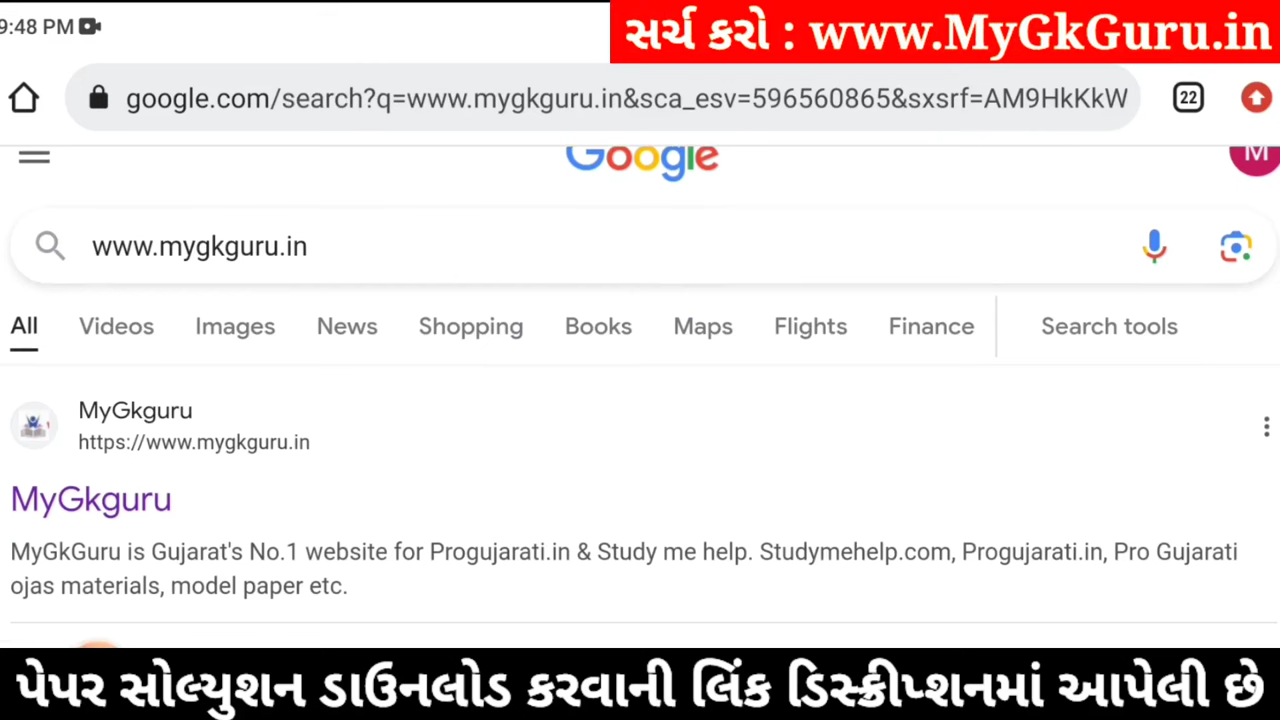 9:48 PM
સર્ચ કરો : www.MyGkGuru.in
google.com/search?q=www.mygkguru.in&sca_esv=596560865&sxsrf=AM9HkKkW
22
Google
M
www.mygkguru.in
All Videos Images News Shopping Books Maps Flights Finance Search tools
MyGkguru
https://www.mygkguru.in
MyGkguru
MyGkGuru is Gujarat's No.1 website for Progujarati.in & Study me help. Studymehelp.com, Progujarati.in, Pro Gujarati
ojas materials, model paper etc.
પેપર સોલ્યુશન ડાઉનલોડ કરવાની લિંક ડિસ્ક્રીપ્શનમાં આપેલી છે